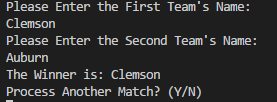 Please Enter the First Team's Name:
Clemson
Please Enter the Second Team's Name:
Auburn
The Winner is: Clemson
Process Another Match? (Y/N)